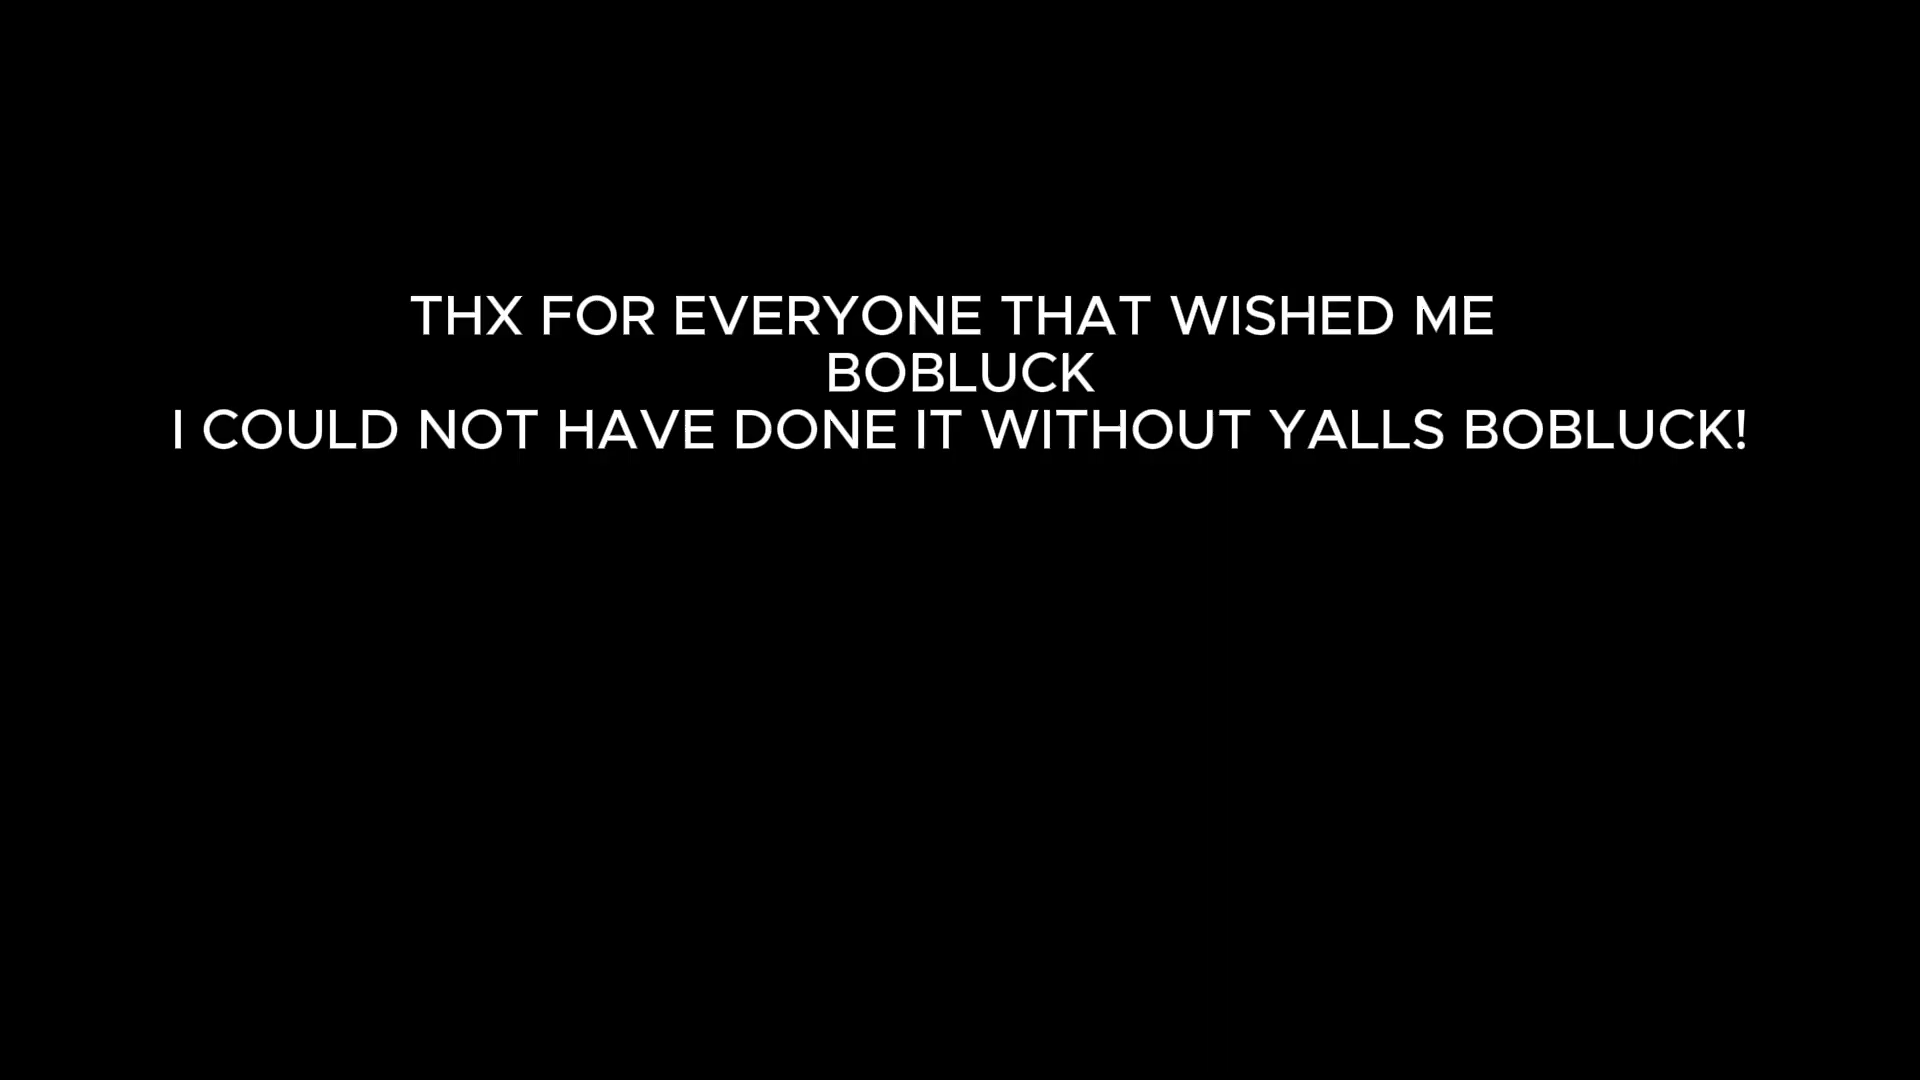 THX FOR EVERYONE THAT WISHED ME
BOBLUCK
I COULD NOT HAVE DONE IT WITHOUT YALLS BOBLUCK!